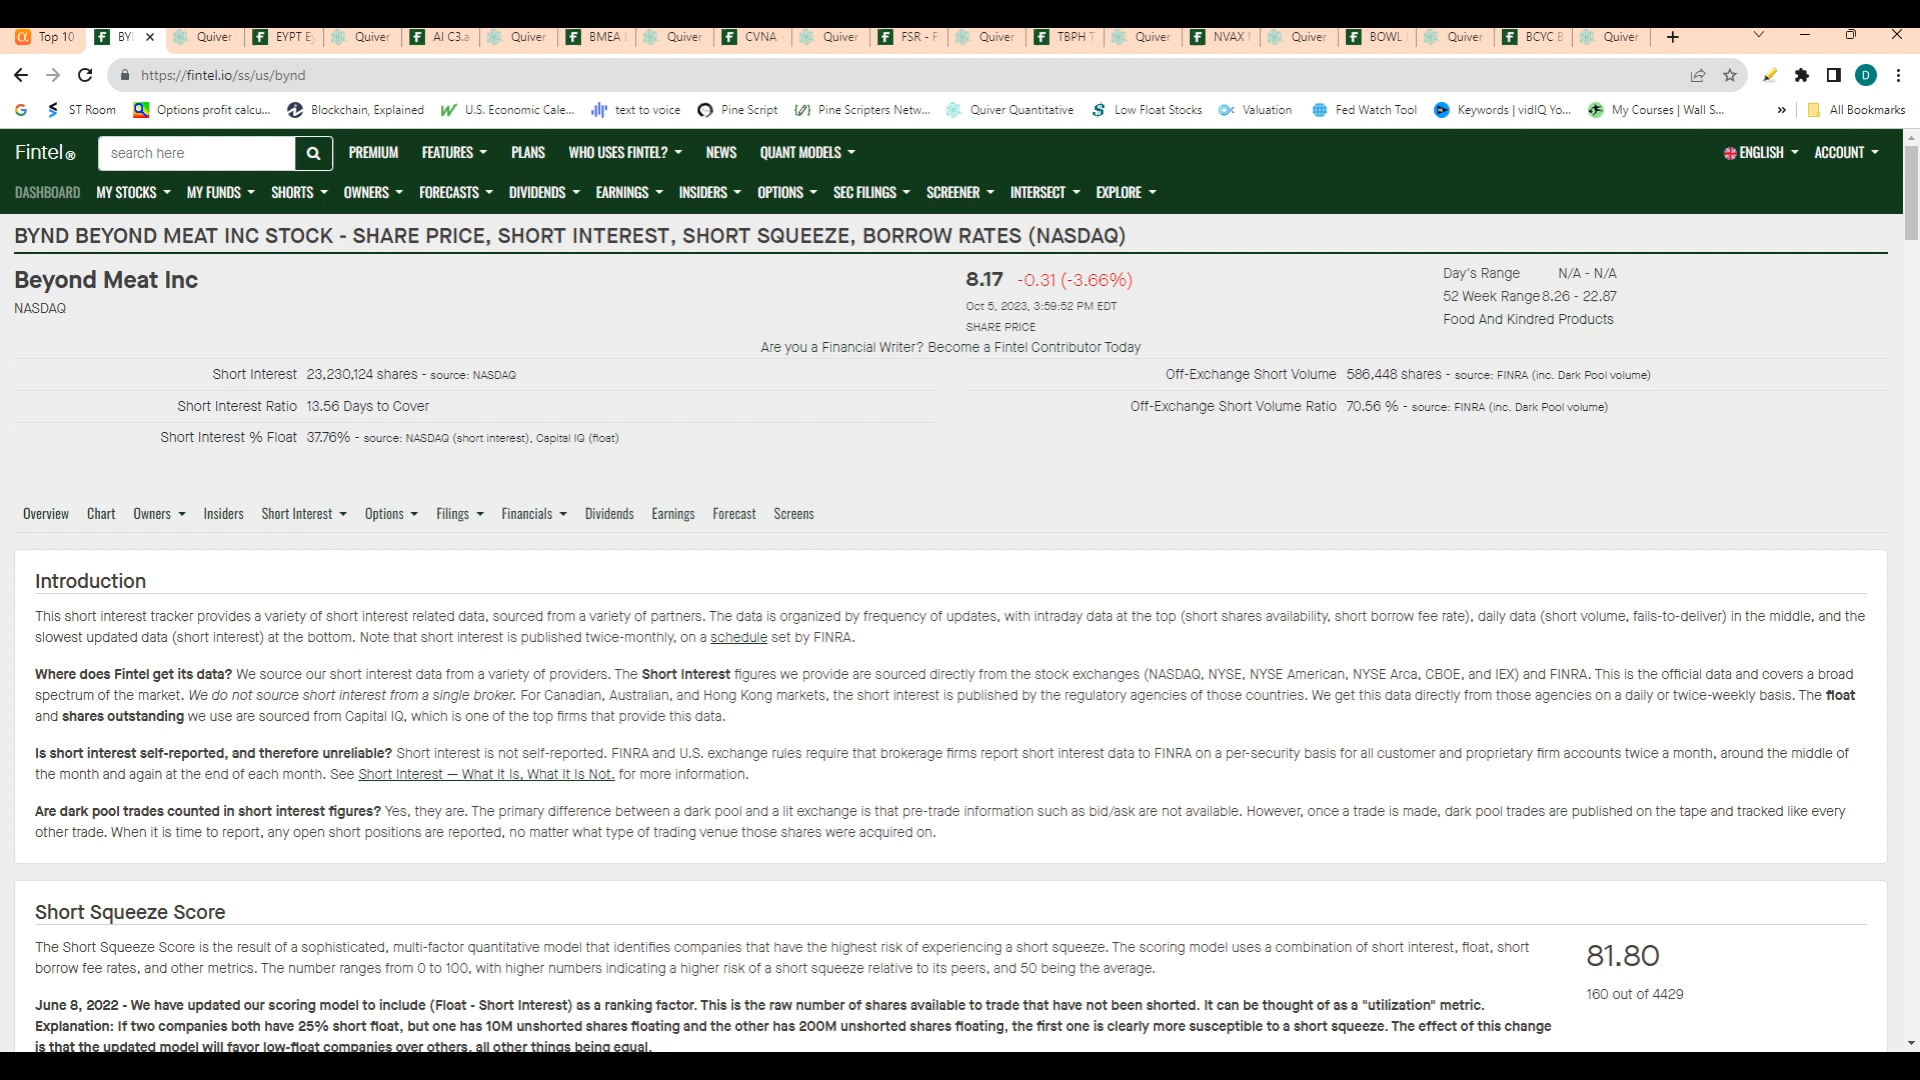 Top 10 BY Quiver EYPT E Quiver AI C3.a Quiver BMEA Quiver CVNA Quiver FSR - F Quiver TBPH T Quiver NVAX Quiver BOWL Quiver BCYC B Quiver
https://fintel.io/ss/us/bynd
ST Room Options profit calcu... Blockchain, Explained U.S. Economic Cale... text to voice Pine Script Pine Scripters Netw... Quiver Quantitative Low Float Stocks Valuation Fed Watch Tool Keywords | vidIQ Yo... My Courses | Wall S... » All Bookmarks
Fintel® search here PREMIUM FEATURES PLANS WHO USES FINTEL? NEWS QUANT MODELS ENGLISH ACCOUNT
DASHBOARD MY STOCKS MY FUNDS SHORTS OWNERS FORECASTS DIVIDENDS EARNINGS INSIDERS OPTIONS SEC FILINGS SCREENER INTERSECT EXPLORE
BYND BEYOND MEAT INC STOCK - SHARE PRICE, SHORT INTEREST, SHORT SQUEEZE, BORROW RATES (NASDAQ)
Beyond Meat Inc
NASDAQ
8.17 -0.31 (-3.66%)
Oct 5, 2023, 3:59:52 PM EDT
SHARE PRICE
Day's Range N/A - N/A
52 Week Range 8.26 - 22.87
Food And Kindred Products
Are you a Financial Writer? Become a Fintel Contributor Today
Short Interest 23,230,124 shares - source: NASDAQ
Short Interest Ratio 13.56 Days to Cover
Short Interest % Float 37.76% - source: NASDAQ (short interest), Capital IQ (float)
Off-Exchange Short Volume 586,448 shares - source: FINRA (inc. Dark Pool volume)
Off-Exchange Short Volume Ratio 70.56 % - source: FINRA (inc. Dark Pool volume)
Overview Chart Owners Insiders Short Interest Options Filings Financials Dividends Earnings Forecast Screens
Introduction
This short interest tracker provides a variety of short interest related data, sourced from a variety of partners. The data is organized by frequency of updates, with intraday data at the top (short shares availability, short borrow fee rate), daily data (short volume, fails-to-deliver) in the middle, and the
slowest updated data (short interest) at the bottom. Note that short interest is published twice-monthly, on a schedule set by FINRA.
Where does Fintel get its data? We source our short interest data from a variety of providers. The Short Interest figures we provide are sourced directly from the stock exchanges (NASDAQ, NYSE, NYSE American, NYSE Arca, CBOE, and IEX) and FINRA. This is the official data and covers a broad
spectrum of the market. We do not source short interest from a single broker. For Canadian, Australian, and Hong Kong markets, the short interest is published by the regulatory agencies of those countries. We get this data directly from those agencies on a daily or twice-weekly basis. The float
and shares outstanding we use are sourced from Capital IQ, which is one of the top firms that provide this data.
Is short interest self-reported, and therefore unreliable? Short interest is not self-reported. FINRA and U.S. exchange rules require that brokerage firms report short interest data to FINRA on a per-security basis for all customer and proprietary firm accounts twice a month, around the middle of
the month and again at the end of each month. See Short Interest — What It Is, What It Is Not. for more information.
Are dark pool trades counted in short interest figures? Yes, they are. The primary difference between a dark pool and a lit exchange is that pre-trade information such as bid/ask are not available. However, once a trade is made, dark pool trades are published on the tape and tracked like every
other trade. When it is time to report, any open short positions are reported, no matter what type of trading venue those shares were acquired on.
Short Squeeze Score
The Short Squeeze Score is the result of a sophisticated, multi-factor quantitative model that identifies companies that have the highest risk of experiencing a short squeeze. The scoring model uses a combination of short interest, float, short
borrow fee rates, and other metrics. The number ranges from 0 to 100, with higher numbers indicating a higher risk of a short squeeze relative to its peers, and 50 being the average.
81.80
160 out of 4429
June 8, 2022 - We have updated our scoring model to include (Float - Short Interest) as a ranking factor. This is the raw number of shares available to trade that have not been shorted. It can be thought of as a "utilization" metric.
Explanation: If two companies both have 25% short float, but one has 10M unshorted shares floating and the other has 200M unshorted shares floating, the first one is clearly more susceptible to a short squeeze. The effect of this change
is that the updated model will favor low-float companies over others, all other things being equal.